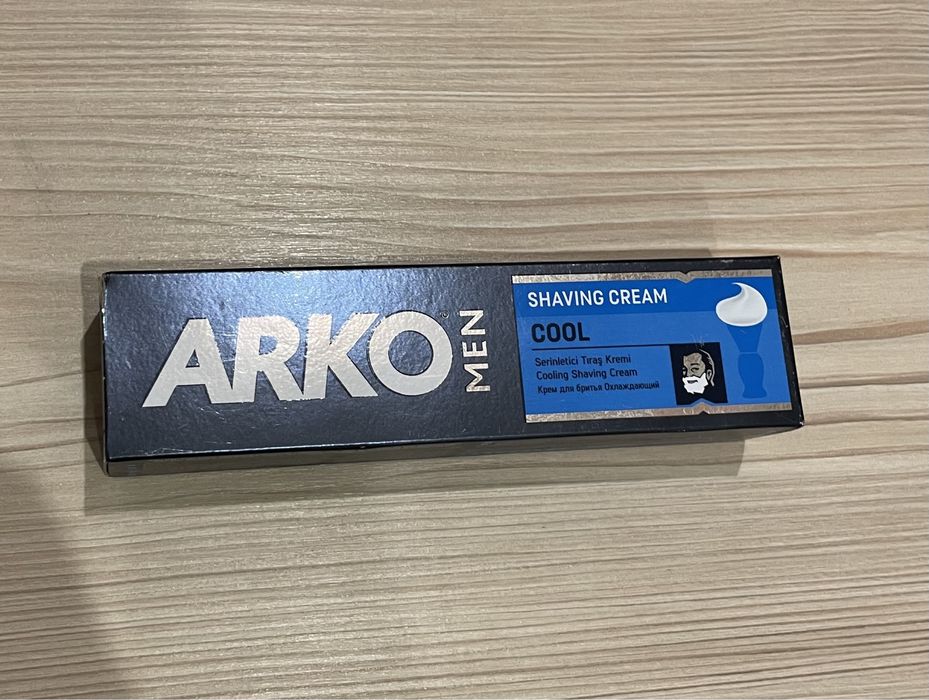 ARKO
MEN
SHAVING CREAM
COOL
Serinletici Tıraş Kremi
Cooling Shaving Cream
Крем для бритья Охлаждающий